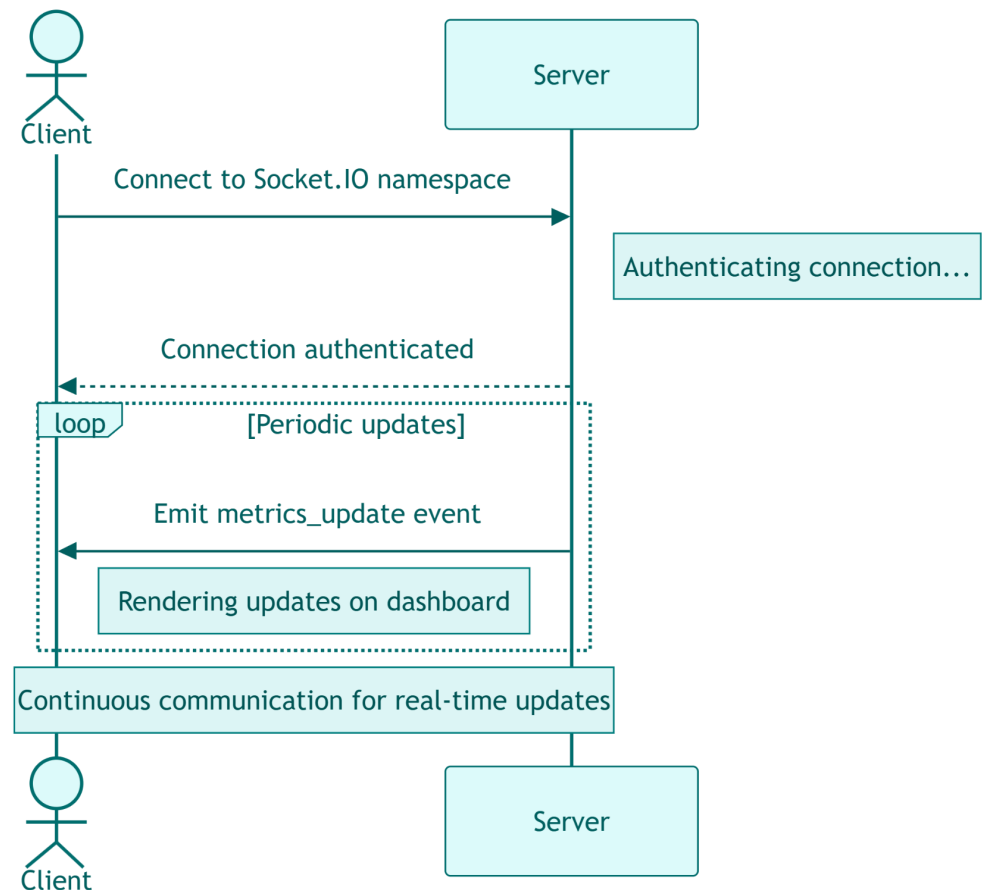 Client
Server
Connect to Socket.IO namespace
Authenticating connection...
Connection authenticated
loop
[Periodic updates]
Emit metrics_update event
Rendering updates on dashboard
Continuous communication for real-time updates
Client
Server